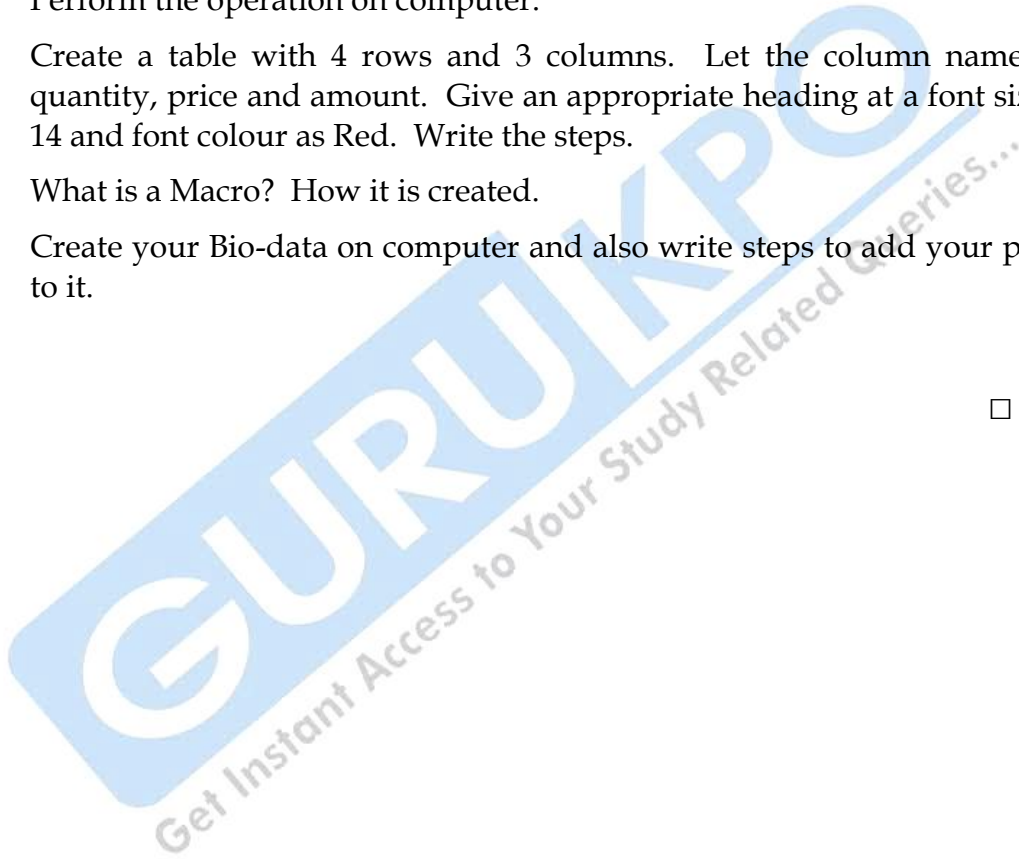 Perform the operation on computer.
Create a table with 4 rows and 3 columns. Let the column name
quantity, price and amount. Give an appropriate heading at a font
14 and font colour as Red. Write the steps.
What is a Macro? How it is created.
Create your Bio-data on computer and also write steps to add your
to it.
GURUKPO
Get Instant Access to Your Study Related Queries...